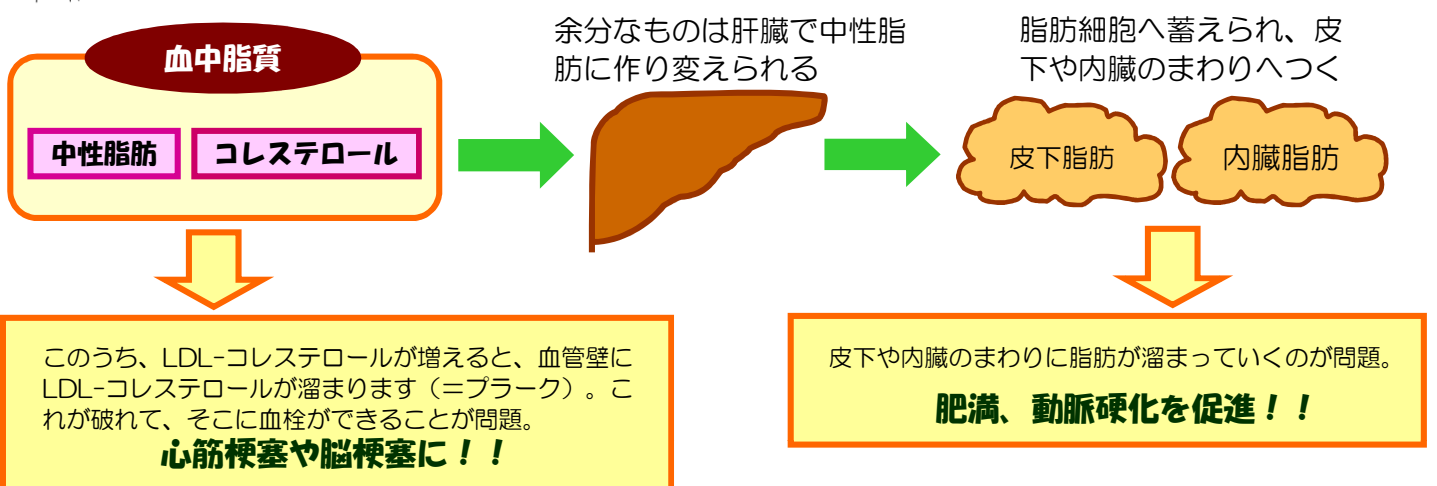 血中脂質
中性脂肪
コレステロール
余分なものは肝臓で中性脂
肪に作り変えられる
脂肪細胞へ蓄えられ、皮
下や内臓のまわりへつく
皮下脂肪
内臓脂肪
このうち、LDL-コレステロールが増えると、血管壁に
LDL-コレステロールが溜まります（＝プラーク）。こ
れが破れて、そこに血栓ができることが問題。
心筋梗塞や脳梗塞に！！
皮下や内臓のまわりに脂肪が溜まっていくのが問題。
肥満、動脈硬化を促進！！